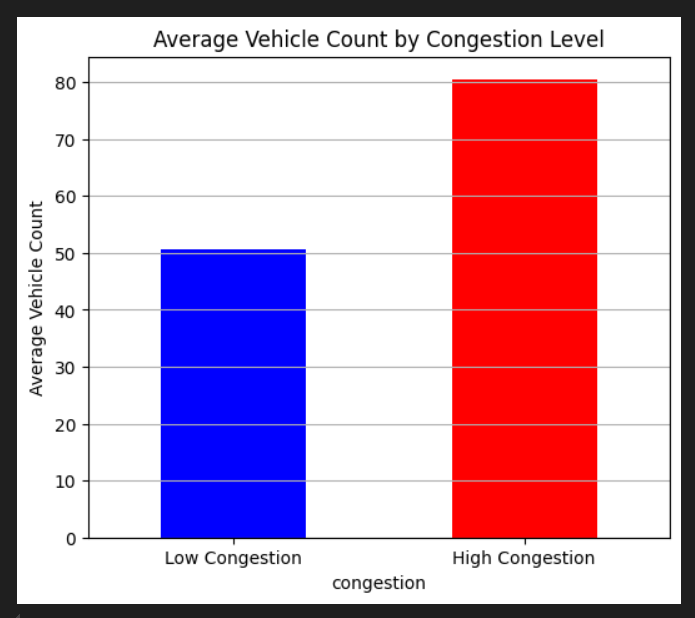 Average Vehicle Count by Congestion Level
Average Vehicle Count
80
70
60
50
40
30
20
10
0
Low Congestion
High Congestion
congestion